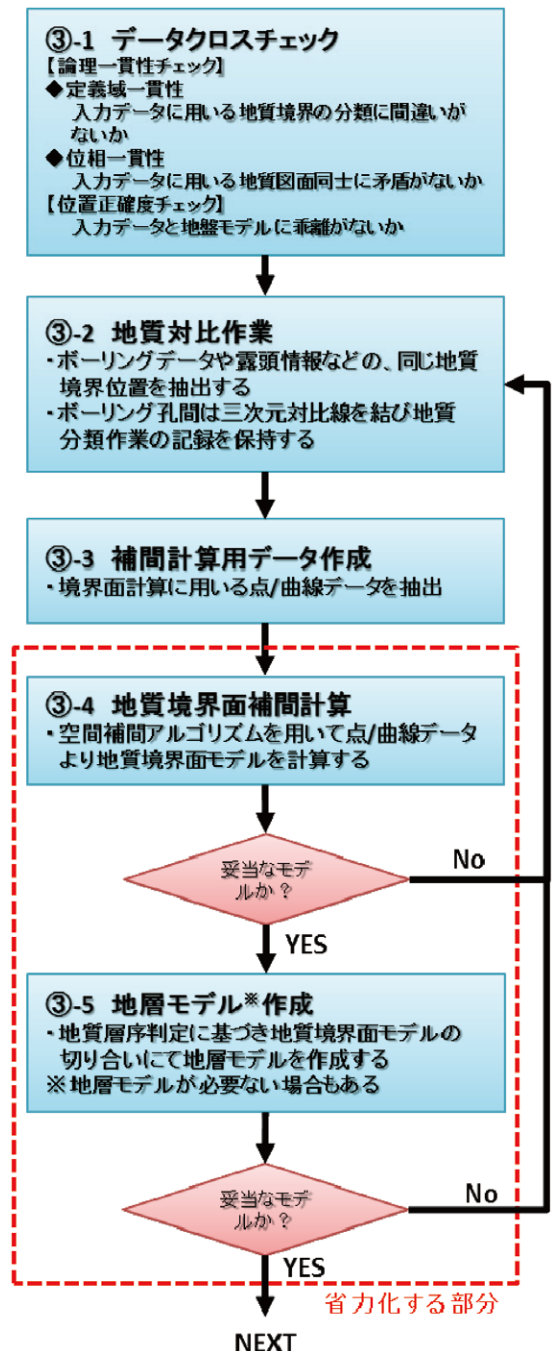 ③-1 データクロスチェック
【論理一貫性チェック】
◆定義域一貫性
入力データに用いる地質境界の分類に間違いが
ないか
◆位相一貫性
入力データに用いる地質図面同士に矛盾がないか
【位置正確度チェック】
入力データと地盤モデルに乖離がないか
③-2 地質対比作業
・ボーリングデータや露頭情報などの、同じ地質
境界位置を抽出する
・ボーリング孔間は三次元対比線を結び地質
分類作業の記録を保持する
③-3 補間計算用データ作成
・境界面計算に用いる点/曲線データを抽出
③-4 地質境界面補間計算
・空間補間アルゴリズムを用いて点/曲線データ
より地質境界面モデルを計算する
妥当なモデ
ルか？
No
YES
③-5 地層モデル※作成
・地質層序判定に基づき地質境界面モデルの
切り合いにて地層モデルを作成する
※地層モデルが必要ない場合もある
妥当なモデ
ルか？
No
YES
省力化する部分
NEXT